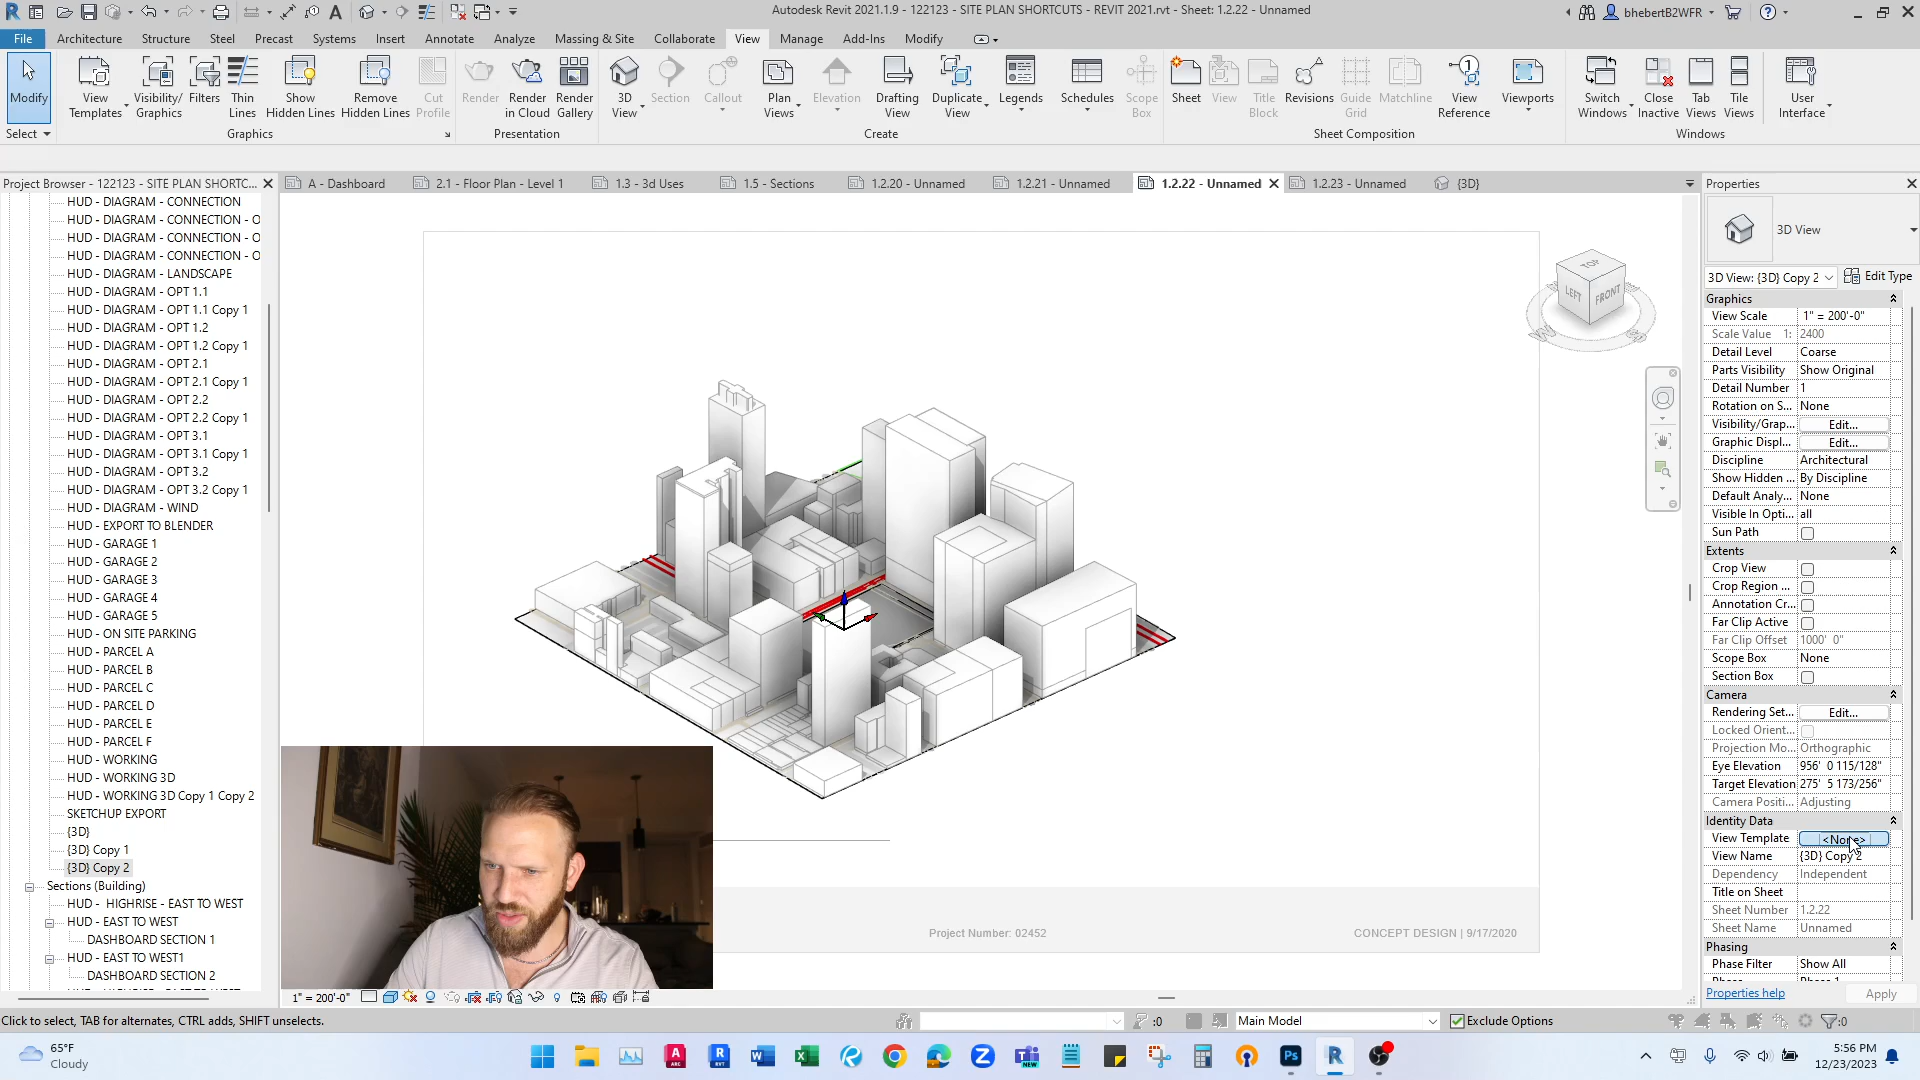 Autodesk Revit 2021.1.9 - 122123 - SITE PLAN SHORTCUTS - REVIT 2021.rvt - Sheet: 1.2.22 - Unnamed
bhebertB2WFR
File Architecture Structure Steel Precast Systems Insert Annotate Analyze Massing & Site Collaborate View Manage Add-Ins Modify
Modify
View Templates
Visibility/ Graphics
Filters
Thin Lines
Show Hidden Lines
Remove Hidden Lines
Cut Profile
Render
Render in Cloud
Render Gallery
3D View
Section
Callout
Plan Views
Elevation
Drafting View
Duplicate View
Legends
Schedules
Scope Box
Sheet
View
Title Block
Revisions
Guide Grid
Matchline
View Reference
Viewports
Switch Windows
Close Inactive
Tab Views
Tile Views
User Interface
Select
Graphics
Presentation
Create
Sheet Composition
Windows
Project Browser - 122123 - SITE PLAN SHORTC...
A - Dashboard
2.1 - Floor Plan - Level 1
1.3 - 3d Uses
1.5 - Sections
1.2.20 - Unnamed
1.2.21 - Unnamed
1.2.22 - Unnamed
1.2.23 - Unnamed
{3D}
HUD - DIAGRAM - CONNECTION
HUD - DIAGRAM - CONNECTION - O
HUD - DIAGRAM - CONNECTION - O
HUD - DIAGRAM - CONNECTION - O
HUD - DIAGRAM - LANDSCAPE
HUD - DIAGRAM - OPT 1.1
HUD - DIAGRAM - OPT 1.1 Copy 1
HUD - DIAGRAM - OPT 1.2
HUD - DIAGRAM - OPT 1.2 Copy 1
HUD - DIAGRAM - OPT 2.1
HUD - DIAGRAM - OPT 2.1 Copy 1
HUD - DIAGRAM - OPT 2.2
HUD - DIAGRAM - OPT 2.2 Copy 1
HUD - DIAGRAM - OPT 3.1
HUD - DIAGRAM - OPT 3.1 Copy 1
HUD - DIAGRAM - OPT 3.2
HUD - DIAGRAM - OPT 3.2 Copy 1
HUD - DIAGRAM - WIND
HUD - EXPORT TO BLENDER
HUD - GARAGE 1
HUD - GARAGE 2
HUD - GARAGE 3
HUD - GARAGE 4
HUD - GARAGE 5
HUD - ON SITE PARKING
HUD - PARCEL A
HUD - PARCEL B
HUD - PARCEL C
HUD - PARCEL D
HUD - PARCEL E
HUD - PARCEL F
HUD - WORKING
HUD - WORKING 3D
HUD - WORKING 3D Copy 1 Copy 2
SKETCHUP EXPORT
{3D}
{3D} Copy 1
{3D} Copy 2
Sections (Building)
HUD - HIGHRISE - EAST TO WEST
HUD - EAST TO WEST
DASHBOARD SECTION 1
HUD - EAST TO WEST1
DASHBOARD SECTION 2
TOP
LEFT FRONT
Project Number: 02452
CONCEPT DESIGN | 9/17/2020
Properties
3D View
3D View: {3D} Copy 2
Edit Type
Graphics
View Scale 1" = 200'-0"
Scale Value 1: 2400
Detail Level Coarse
Parts Visibility Show Original
Detail Number 1
Rotation on S... None
Visibility/Grap... Edit...
Graphic Displ... Edit...
Discipline Architectural
Show Hidden ... By Discipline
Default Analy... None
Visible In Opti... all
Sun Path
Extents
Crop View
Crop Region ...
Annotation Cr...
Far Clip Active
Far Clip Offset 1000' 0"
Scope Box None
Section Box
Camera
Rendering Set... Edit...
Locked Orient...
Projection Mo... Orthographic
Eye Elevation 956' 0 115/128"
Target Elevation 275' 5 173/256"
Camera Positi... Adjusting
Identity Data
View Template <None>
View Name {3D} Copy 2
Dependency Independent
Title on Sheet
Sheet Number 1.2.22
Sheet Name Unnamed
Phasing
Phase Filter Show All
Properties help
Apply
1" = 200'-0"
Click to select, TAB for alternates, CTRL adds, SHIFT unselects.
:0
Main Model
Exclude Options
:0
65°F
Cloudy
5:56 PM
12/23/2023